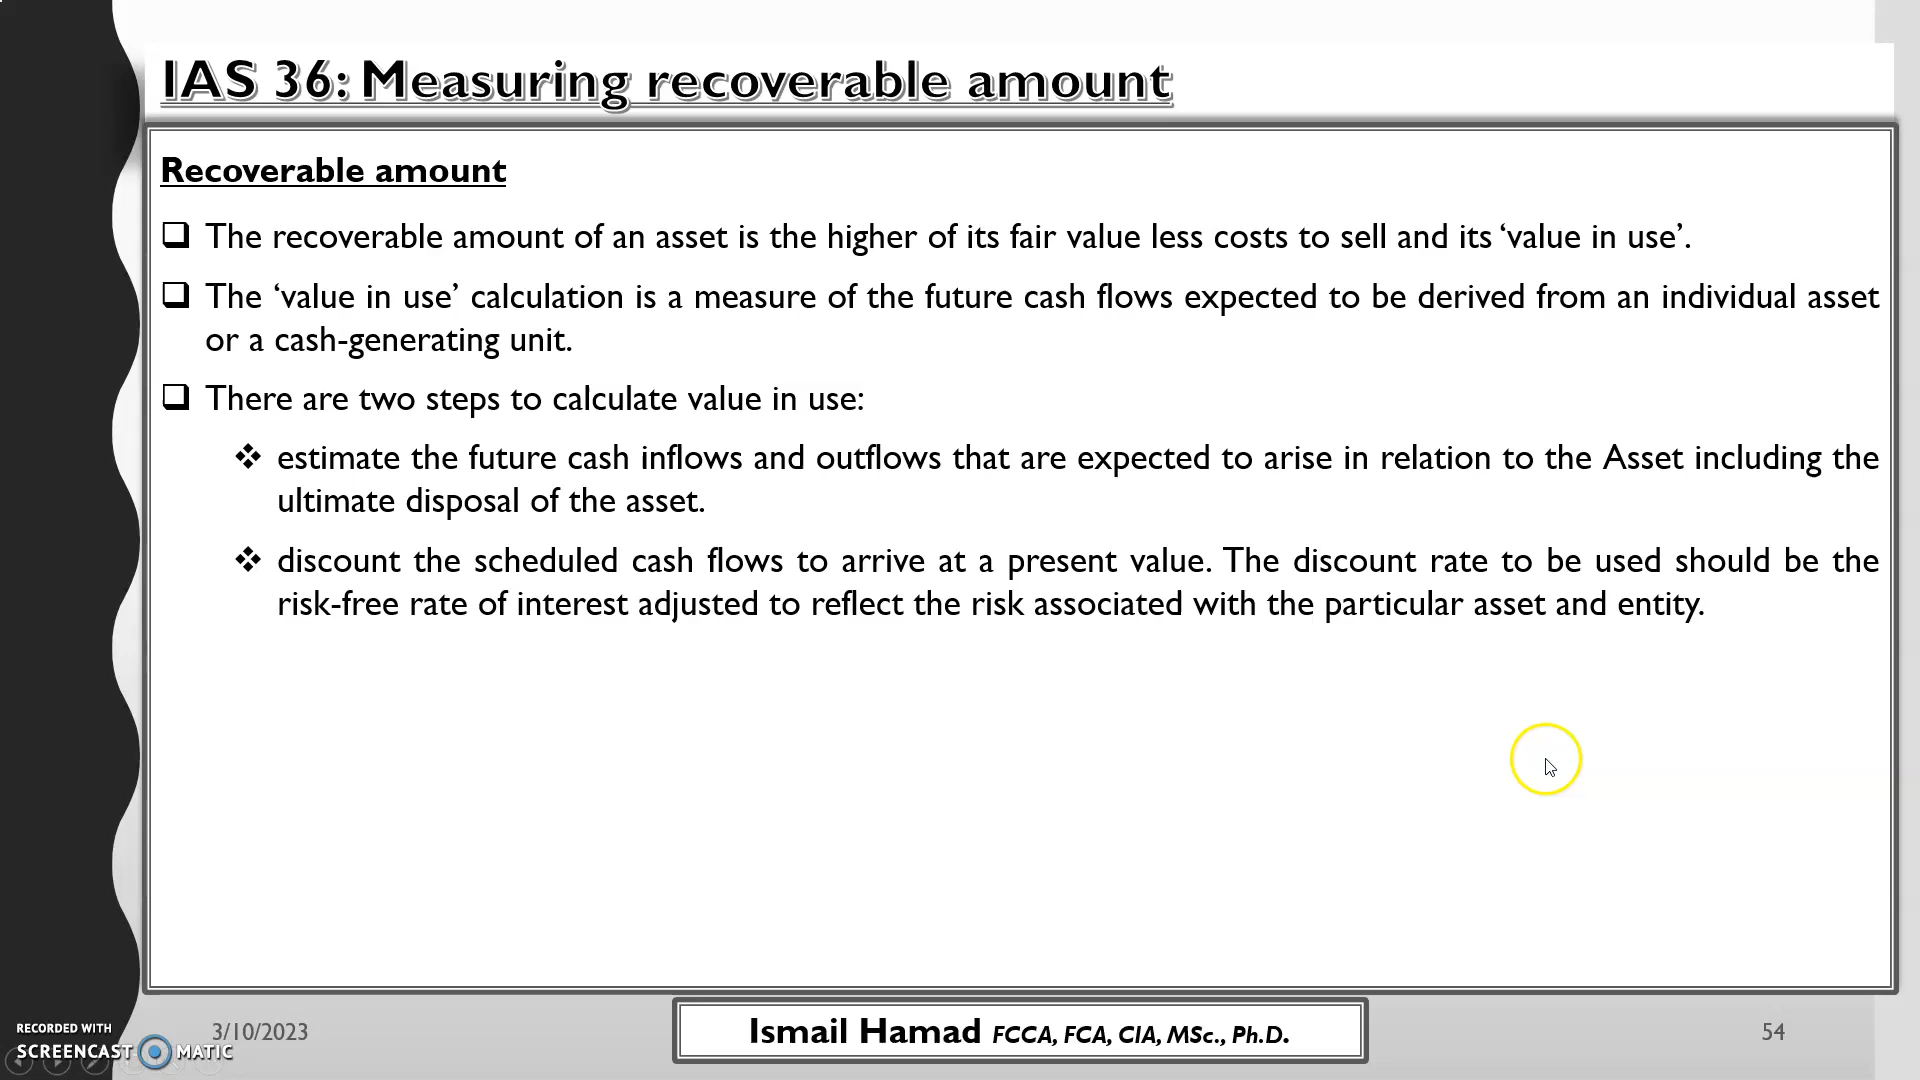 IAS 36: Measuring recoverable amount
Recoverable amount
The recoverable amount of an asset is the higher of its fair value less costs to sell and its ‘value in use’.
The ‘value in use’ calculation is a measure of the future cash flows expected to be derived from an individual asset
or a cash-generating unit.
There are two steps to calculate value in use:
estimate the future cash inflows and outflows that are expected to arise in relation to the Asset including the
ultimate disposal of the asset.
discount the scheduled cash flows to arrive at a present value. The discount rate to be used should be the
risk-free rate of interest adjusted to reflect the risk associated with the particular asset and entity.
RECORDED WITH
SCREENCAST MATIC
3/10/2023
Ismail Hamad FCCA, FCA, CIA, MSc., Ph.D.
54